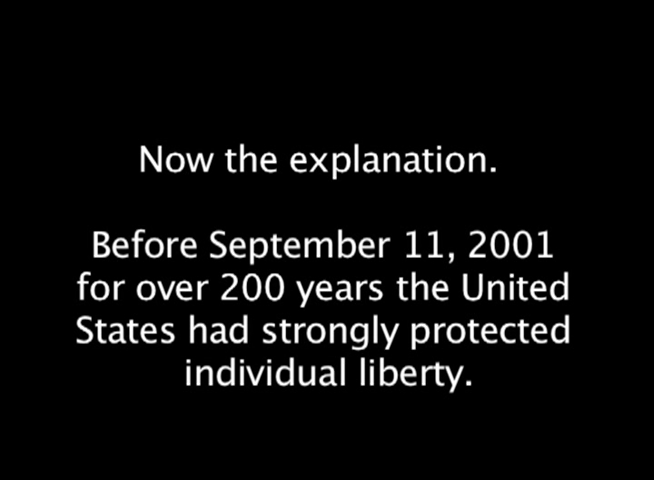 Now the explanation.
Before September 11, 2001
for over 200 years the United
States had strongly protected
individual liberty.